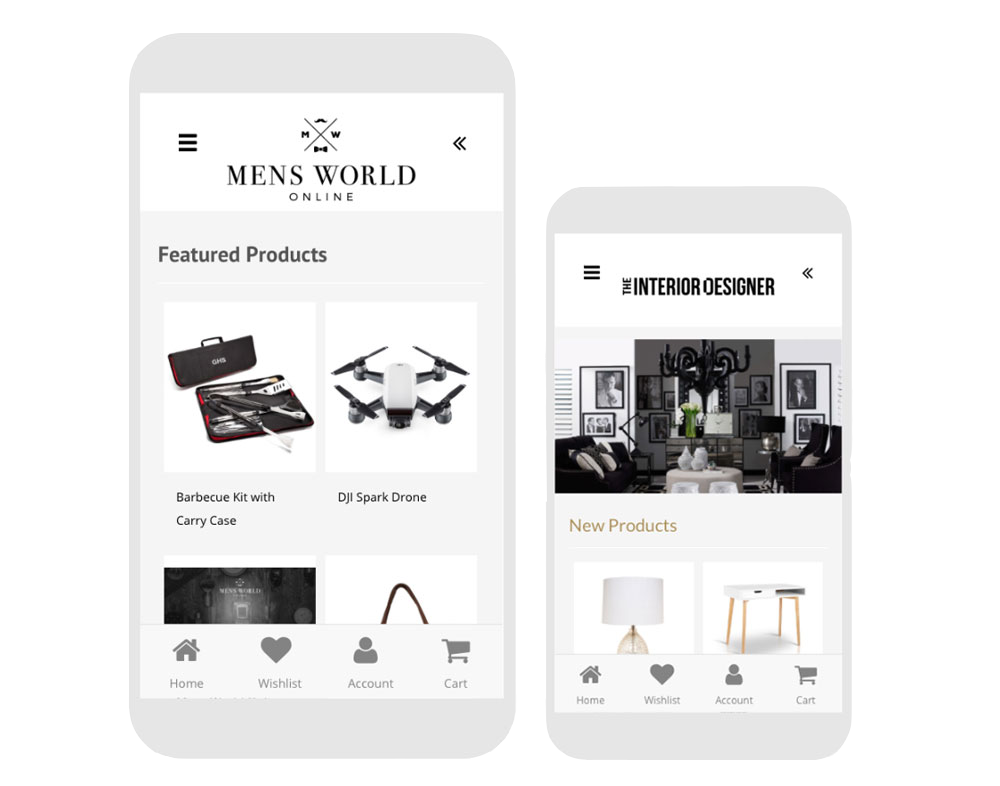 M W
MENS WORLD
ONLINE
Featured Products
GHS
Barbecue Kit with
Carry Case
DJI Spark Drone
MENS WORLD
Home
Wishlist
Account
Cart
THE INTERIOR DESIGNER
New Products
Home
Wishlist
Account
Cart